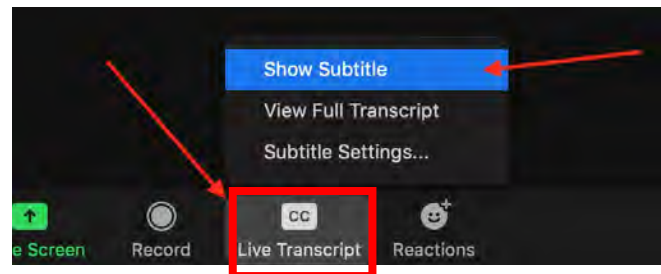 Show Subtitle
View Full Transcript
Subtitle Settings...
CC
e Screen Record Live Transcript Reactions